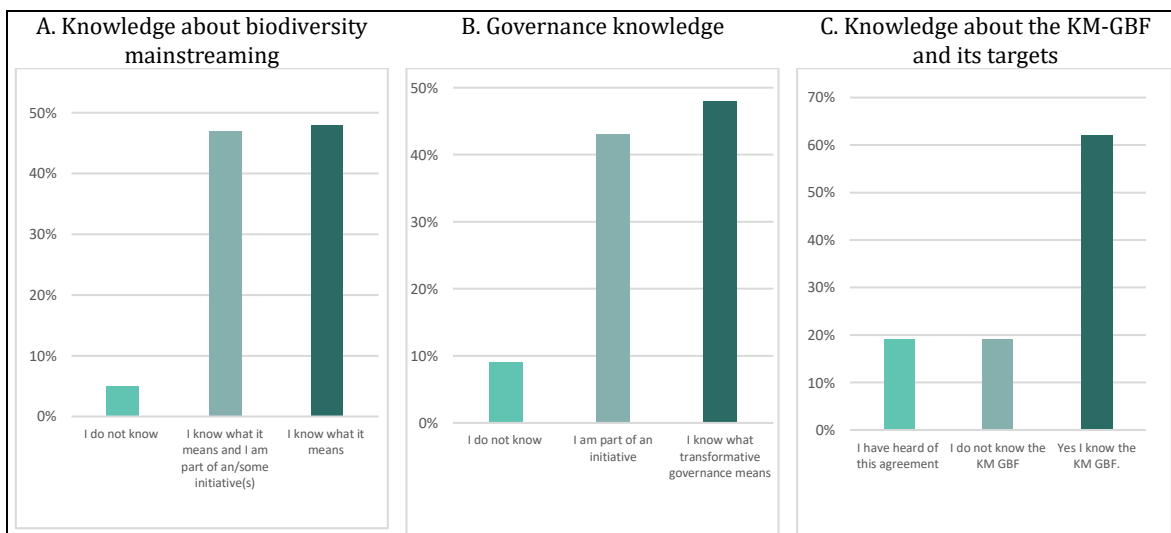 A. Knowledge about biodiversity
mainstreaming
50%
40%
30%
20%
10%
0%
I do not know
I know what it
means and I am
part of an/some
initiative(s)
I know what it
means
B. Governance knowledge
50%
40%
30%
20%
10%
0%
I do not know
I am part of an
initiative
I know what
transformative
governance means
C. Knowledge about the KM-GBF
and its targets
70%
60%
50%
40%
30%
20%
10%
0%
I have heard of
this agreement
I do not know the
KM GBF
Yes I know the
KM GBF.